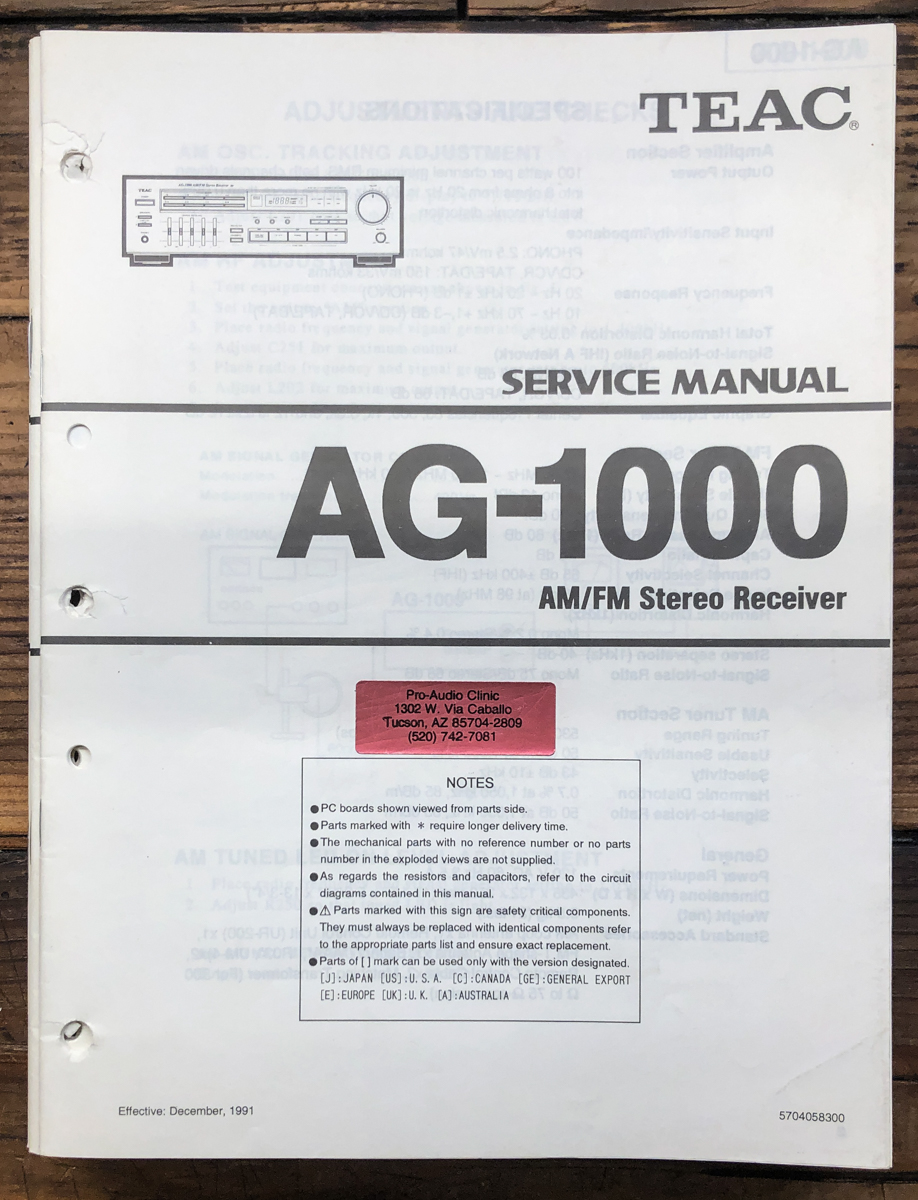 TEAC®
TEAC
SERVICE MANUAL
AG-1000
AM/FM Stereo Receiver
Pro-Audio Clinic
1302 W. Via Caballo
Tucson, AZ 85704-2809
(520) 742-7081
NOTES
●PC boards shown viewed from parts side.
●Parts marked with * require longer delivery time.
●The mechanical parts with no reference number or no parts
number in the exploded views are not supplied.
●As regards the resistors and capacitors, refer to the circuit
diagrams contained in this manual.
●⚠ Parts marked with this sign are safety critical components.
They must always be replaced with identical components refer
to the appropriate parts list and ensure exact replacement.
●Parts of [ ] mark can be used only with the version designated.
[J]:JAPAN [US]:U.S.A. [C]:CANADA [GE]:GENERAL EXPORT
[E]:EUROPE [UK]:U.K. [A]:AUSTRALIA
Effective: December, 1991
5704058300